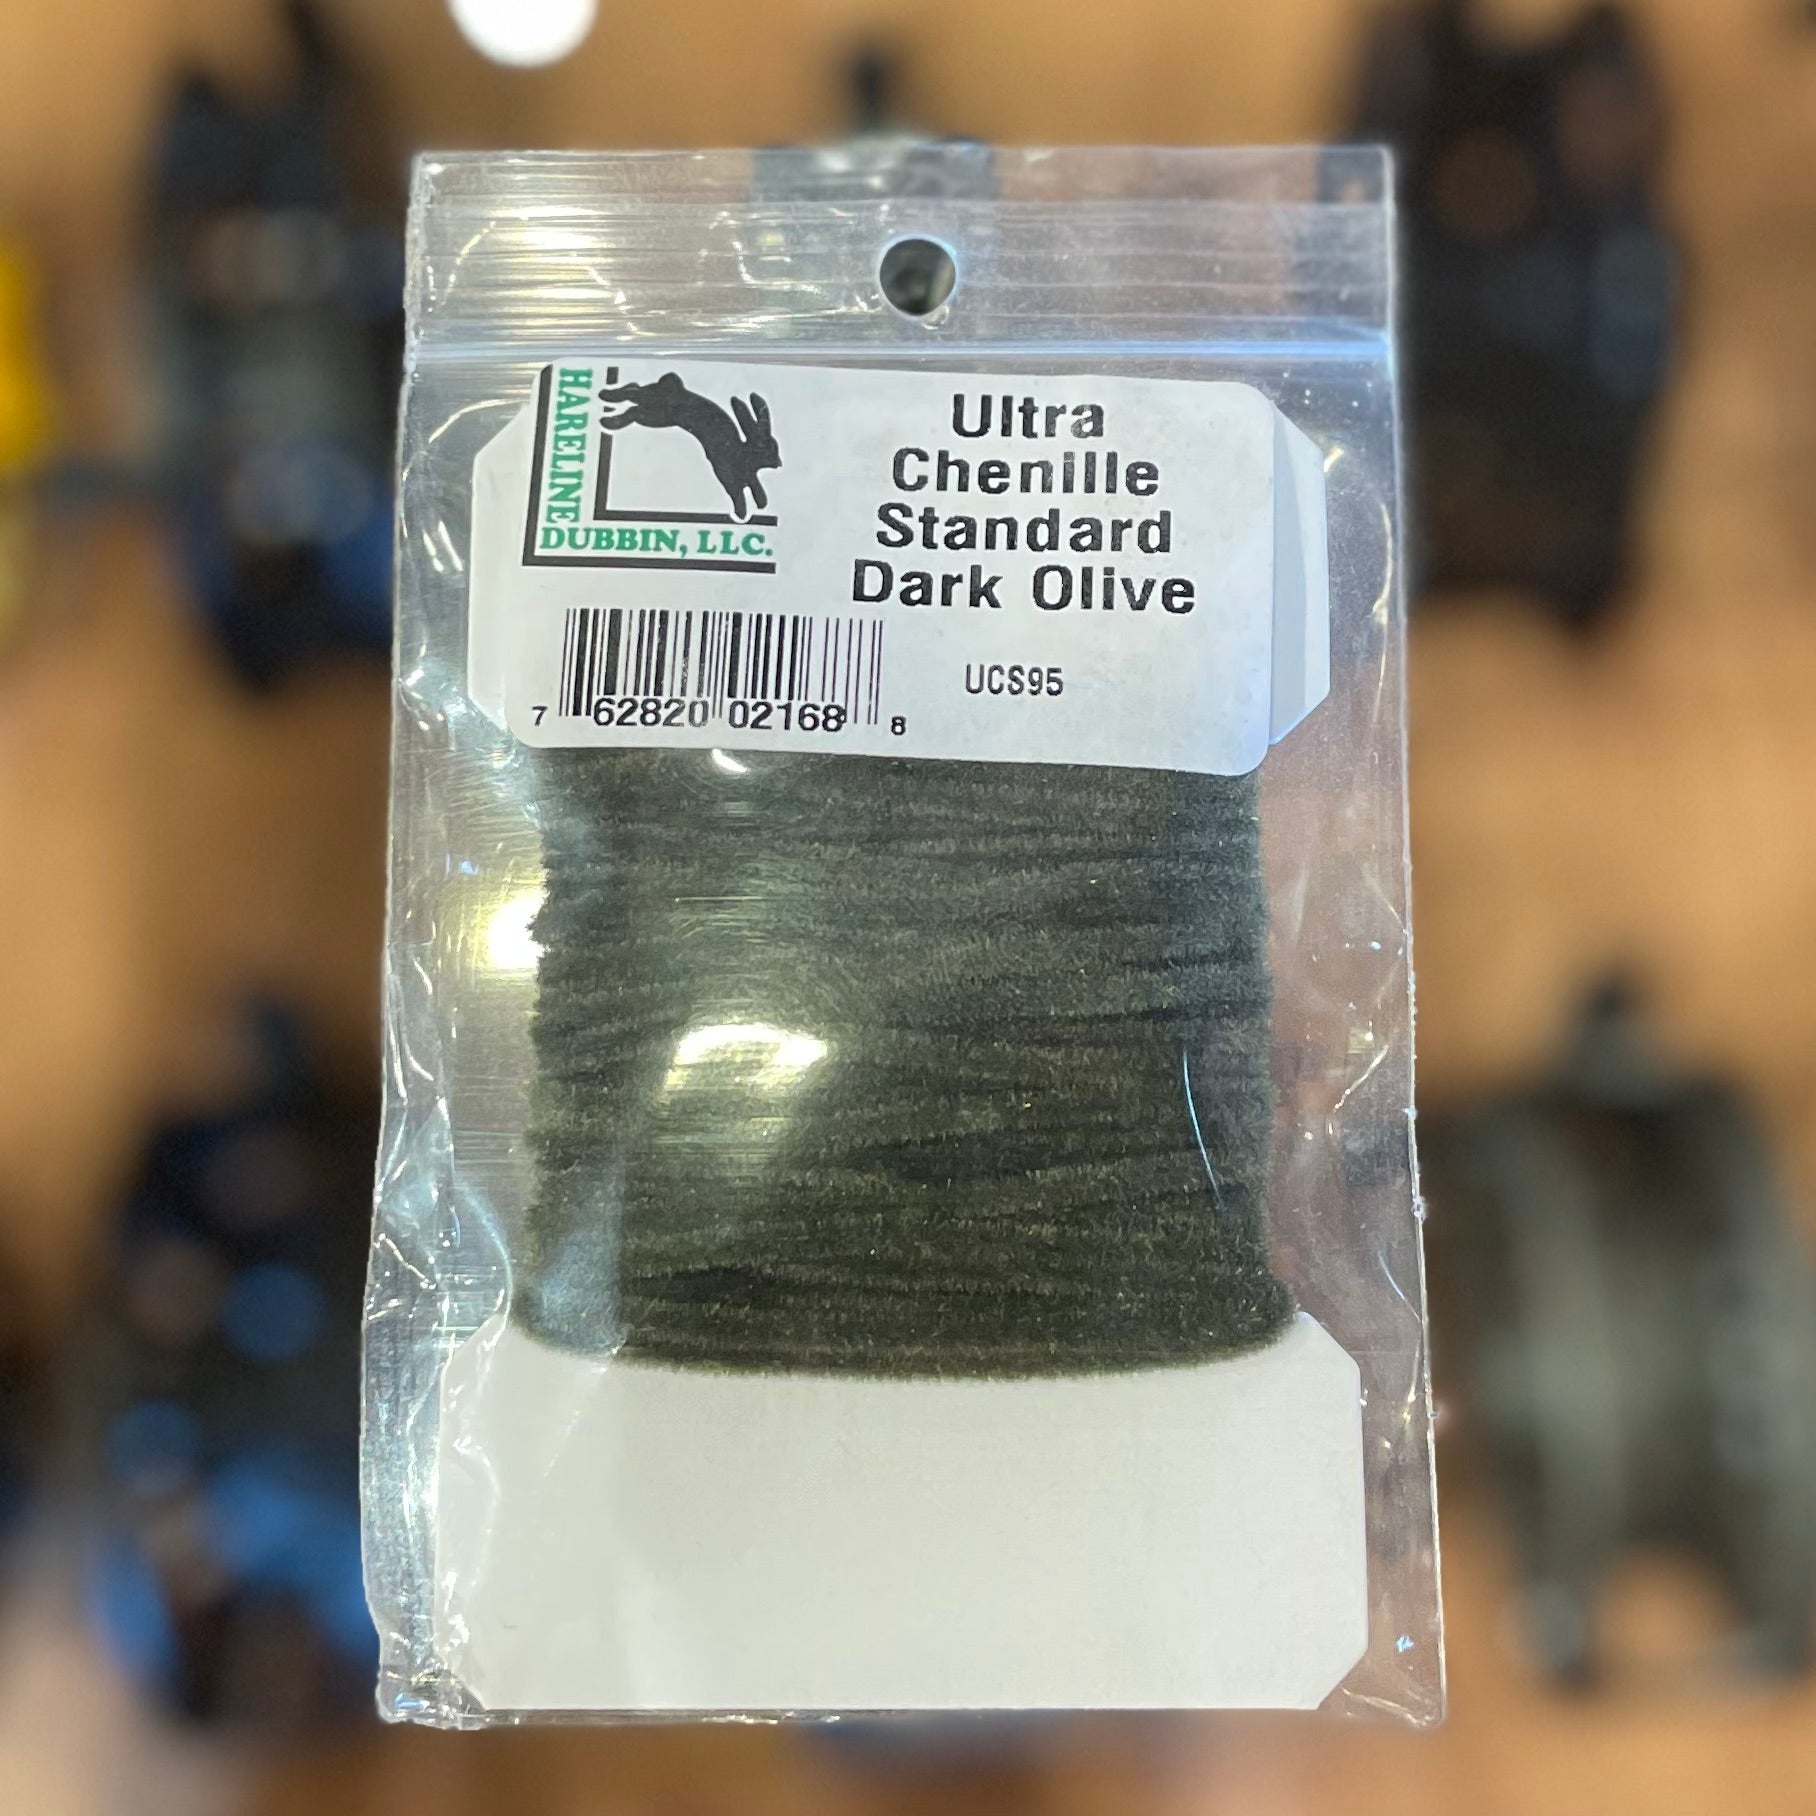 HARELINE
DUBBIN, LLC.
Ultra
Chenille
Standard
Dark Olive
UCS95
7 62820 02168 8